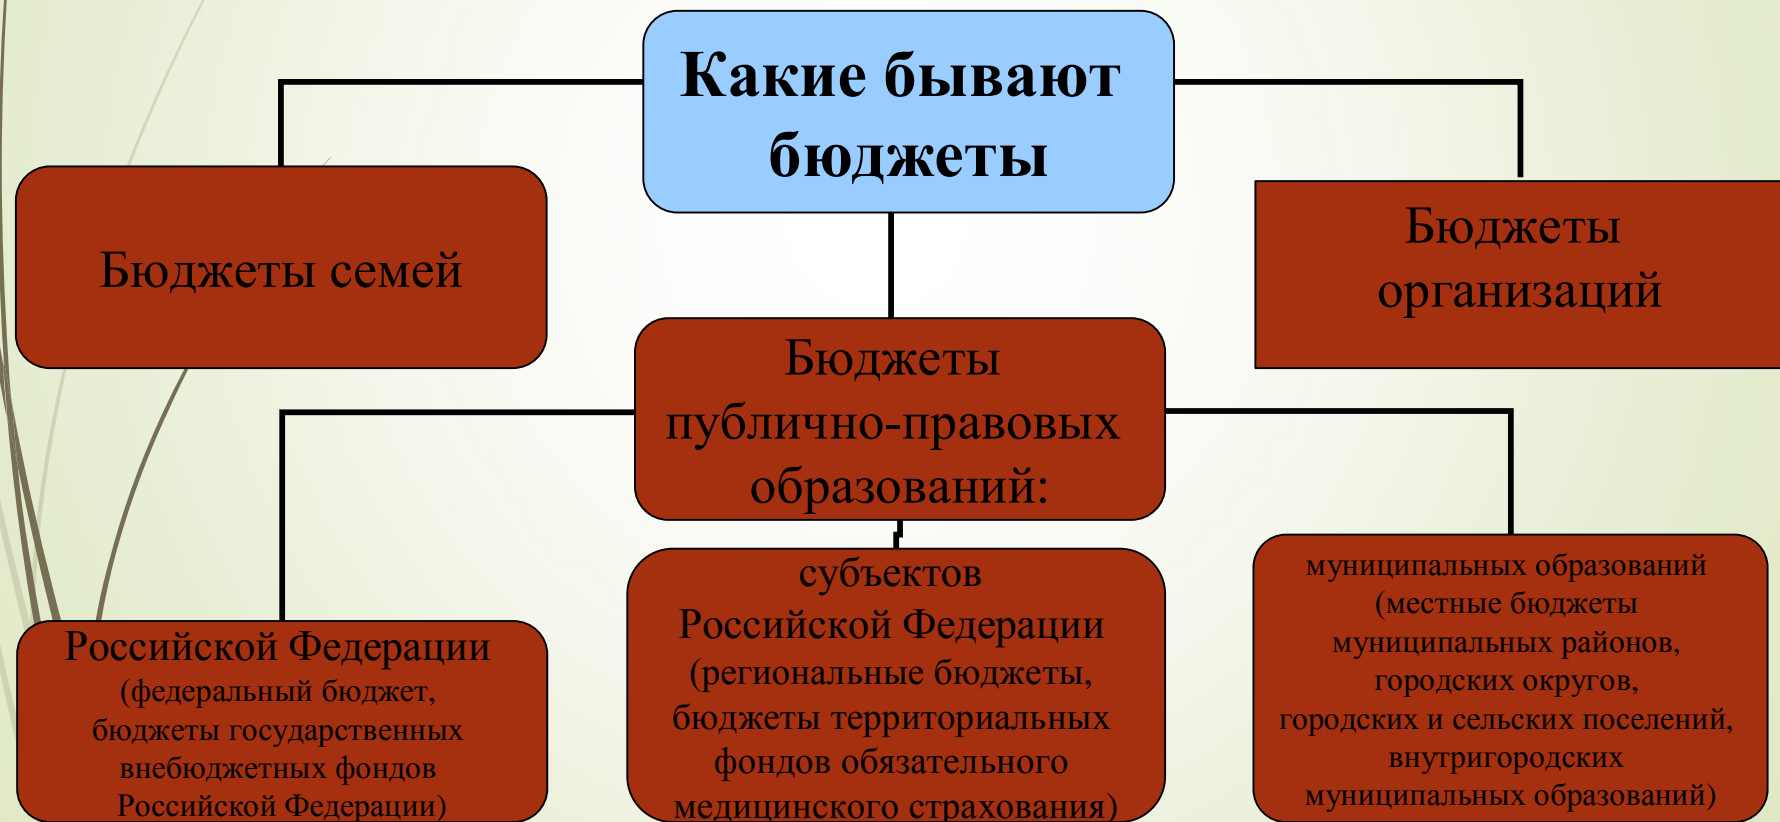 Какие бывают
бюджеты
Бюджеты семей
Бюджеты
организаций
Бюджеты
публично-правовых
образований:
Российской Федерации
(федеральный бюджет,
бюджеты государственных
внебюджетных фондов
Российской Федерации)
субъектов
Российской Федерации
(региональные бюджеты,
бюджеты территориальных
фондов обязательного
медицинского страхования)
муниципальных образований
(местные бюджеты
муниципальных районов,
городских округов,
городских и сельских поселений,
внутригородских
муниципальных образований)